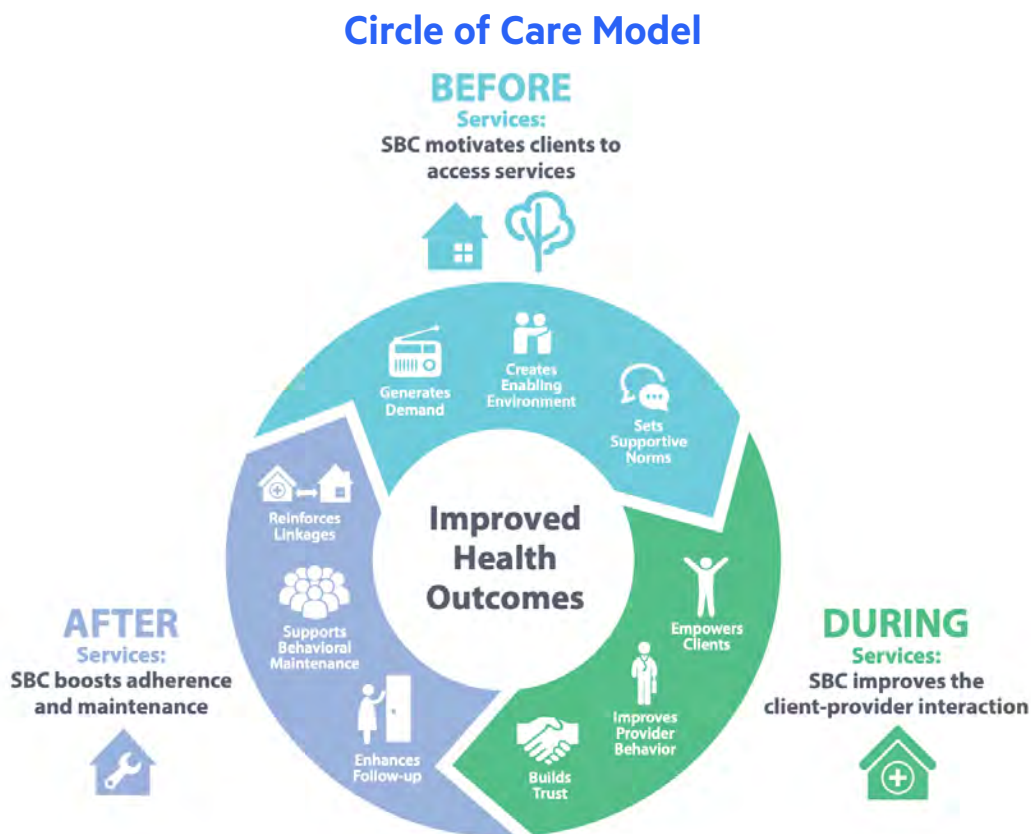 Circle of Care Model
BEFORE
Services:
SBC motivates clients to
access services
Generates
Demand
Creates
Enabling
Environment
Sets
Supportive
Norms
Improved
Health
Outcomes
Empowers
Clients
Improves
Provider
Behavior
Builds
Trust
DURING
Services:
SBC improves the
client-provider interaction
Enhances
Follow-up
Supports
Behavioral
Maintenance
Reinforces
Linkages
AFTER
Services:
SBC boosts adherence
and maintenance